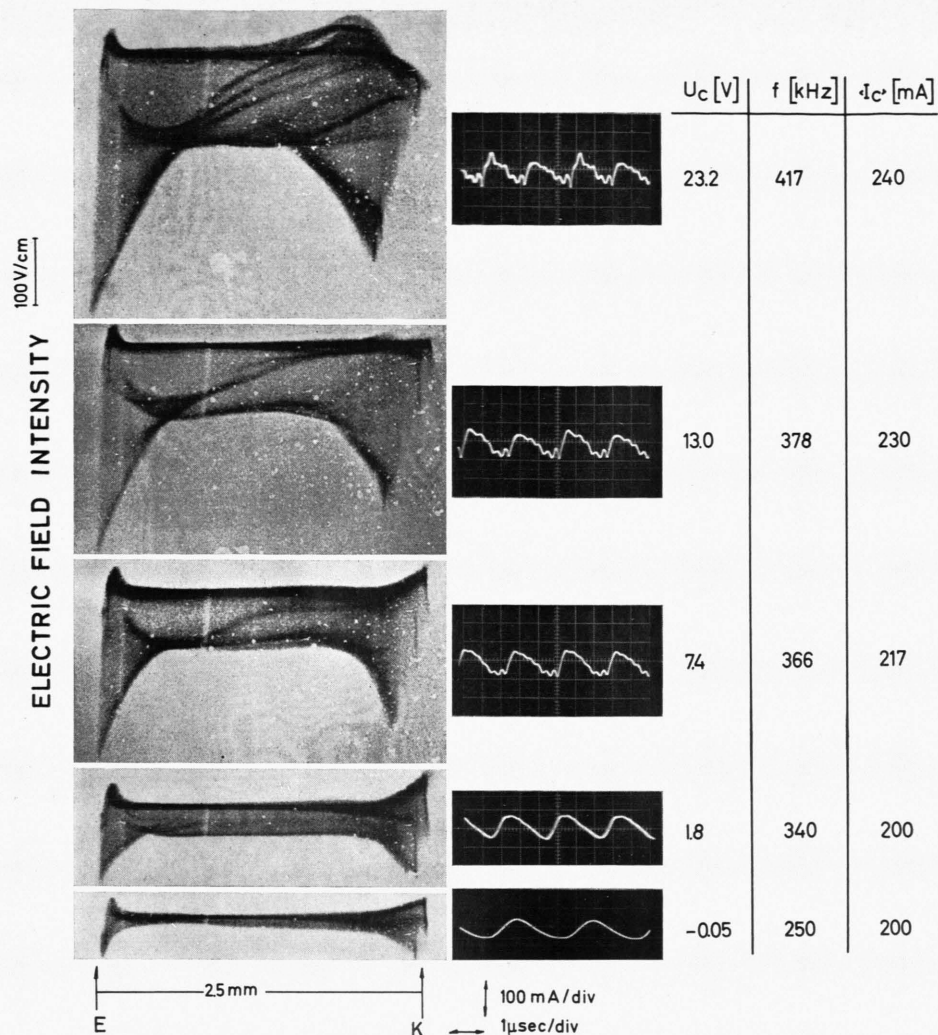 U_C [V] f [kHz] <I_C> [mA]
23.2 417 240
100 V/cm
ELECTRIC FIELD INTENSITY
13.0 378 230
7.4 366 217
1.8 340 200
-0.05 250 200
2.5 mm
E K
100 mA/div
1μsec/div